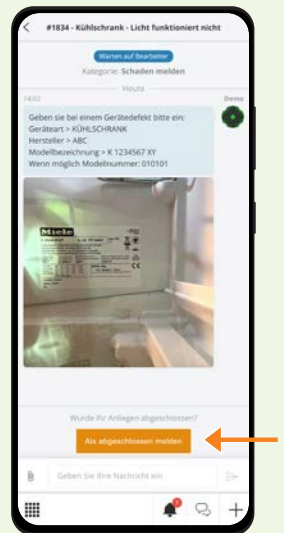 #1834 - Kühlschrank - Licht funktioniert nicht
Warten auf Bearbeiter
Kategorie: Schaden melden
Heute
14:02
Demo
Geben sie bei einem Gerätedefekt bitte ein:
Geräteart > KÜHLSCHRANK
Hersteller > ABC
Modellbezeichnung > K 1234567 XY
Wenn möglich Modellnummer: 010101
Miele
Wurde Ihr Anliegen abgeschlossen?
Als abgeschlossen melden
Geben Sie Ihre Nachricht ein